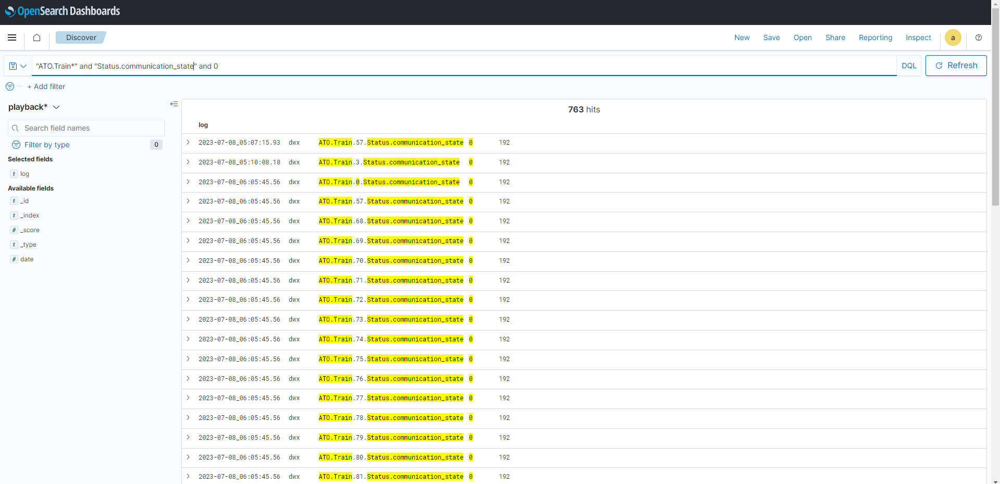 OpenSearch Dashboards
Discover
New Save Open Share Reporting Inspect a
"ATO.Train*" and "Status.communication_state" and 0
DQL
Refresh
+ Add filter
playback*
Search field names
Filter by type 0
Selected fields
t log
Available fields
t _id
t _index
# _score
t _type
# date
763 hits
log
2023-07-08_05:07:15.93 dwx ATO.Train.57.Status.communication_state 0 192
2023-07-08_05:10:08.18 dwx ATO.Train.3.Status.communication_state 0 192
2023-07-08_06:05:45.56 dwx ATO.Train.0.Status.communication_state 0 192
2023-07-08_06:05:45.56 dwx ATO.Train.57.Status.communication_state 0 192
2023-07-08_06:05:45.56 dwx ATO.Train.68.Status.communication_state 0 192
2023-07-08_06:05:45.56 dwx ATO.Train.69.Status.communication_state 0 192
2023-07-08_06:05:45.56 dwx ATO.Train.70.Status.communication_state 0 192
2023-07-08_06:05:45.56 dwx ATO.Train.71.Status.communication_state 0 192
2023-07-08_06:05:45.56 dwx ATO.Train.72.Status.communication_state 0 192
2023-07-08_06:05:45.56 dwx ATO.Train.73.Status.communication_state 0 192
2023-07-08_06:05:45.56 dwx ATO.Train.74.Status.communication_state 0 192
2023-07-08_06:05:45.56 dwx ATO.Train.75.Status.communication_state 0 192
2023-07-08_06:05:45.56 dwx ATO.Train.76.Status.communication_state 0 192
2023-07-08_06:05:45.56 dwx ATO.Train.77.Status.communication_state 0 192
2023-07-08_06:05:45.56 dwx ATO.Train.78.Status.communication_state 0 192
2023-07-08_06:05:45.56 dwx ATO.Train.79.Status.communication_state 0 192
2023-07-08_06:05:45.56 dwx ATO.Train.80.Status.communication_state 0 192
2023-07-08_06:05:45.56 dwx ATO.Train.81.Status.communication_state 0 192